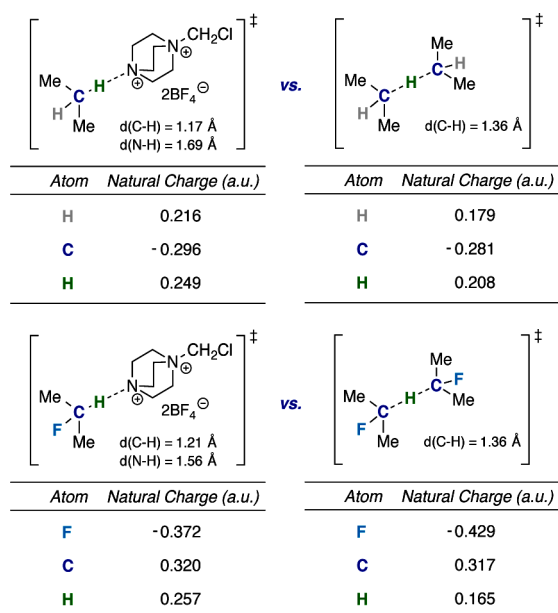 ‡
N CH2Cl
⊕
Me H N
⊕
C 2BF4 ⊖
H Me
d(C-H) = 1.17 Å
d(N-H) = 1.69 Å
vs.
‡
Me
C H
H Me
Me C
H Me
d(C-H) = 1.36 Å
Atom Natural Charge (a.u.)
H 0.216
C -0.296
H 0.249
Atom Natural Charge (a.u.)
H 0.179
C -0.281
H 0.208
‡
N CH2Cl
⊕
Me H N
⊕
C 2BF4 ⊖
F Me
d(C-H) = 1.21 Å
d(N-H) = 1.56 Å
vs.
‡
Me
C F
H Me
Me C
F Me
d(C-H) = 1.36 Å
Atom Natural Charge (a.u.)
F -0.372
C 0.320
H 0.257
Atom Natural Charge (a.u.)
F -0.429
C 0.317
H 0.165